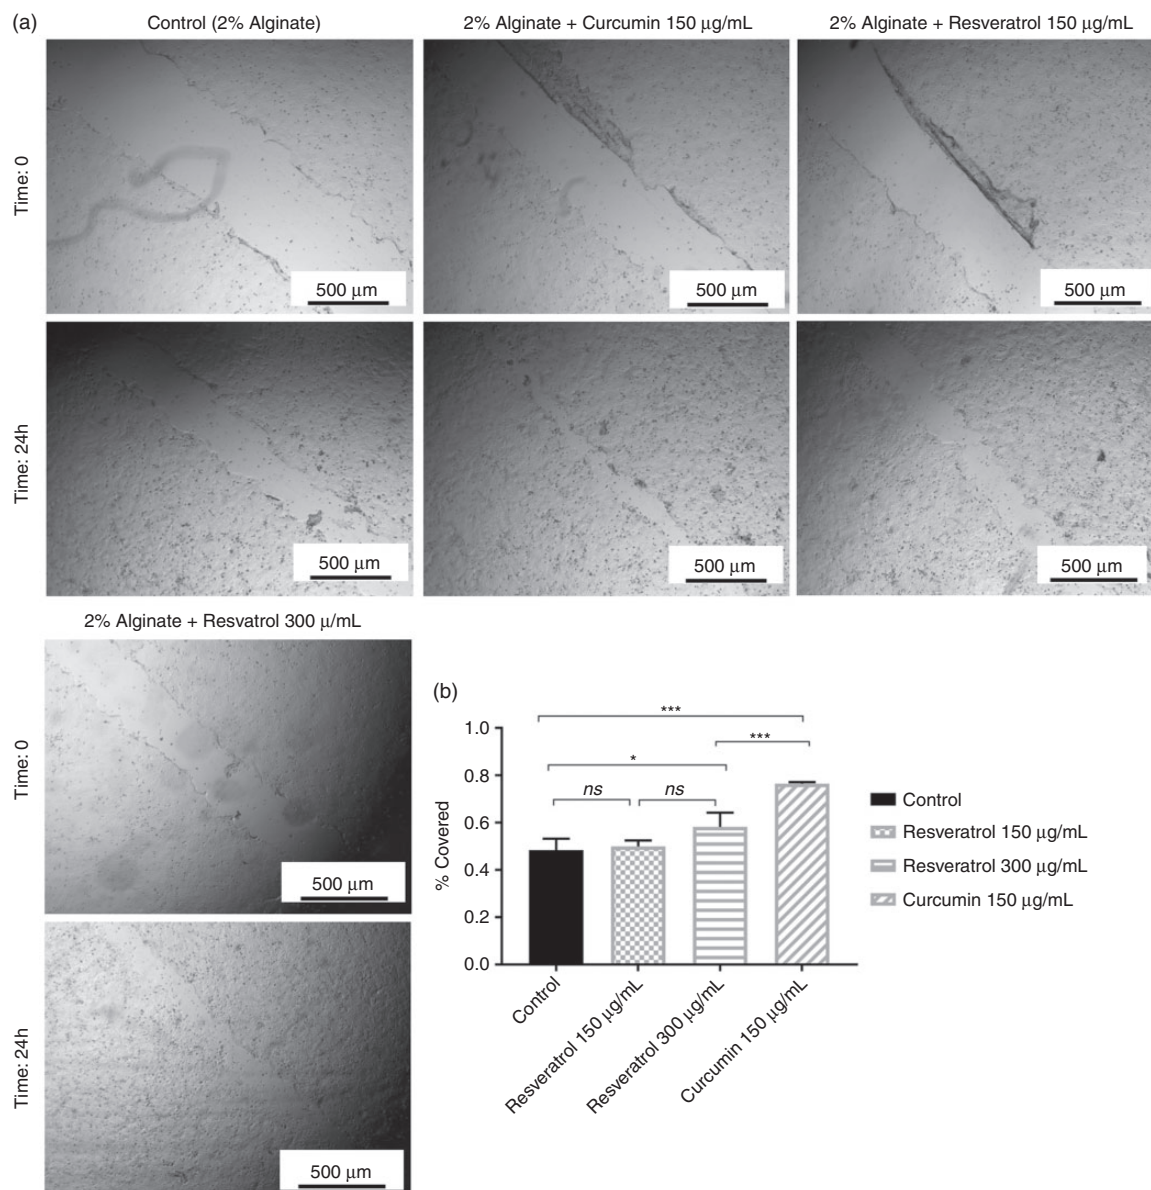 (a)
Control (2% Alginate)
2% Alginate + Curcumin 150 µg/mL
2% Alginate + Resveratrol 150 µg/mL
Time: 0
500 µm
500 µm
500 µm
Time: 24h
500 µm
500 µm
500 µm
2% Alginate + Resvatrol 300 µ/mL
Time: 0
500 µm
Time: 24h
500 µm
(b)
% Covered
1.0
0.8
0.6
0.4
0.2
0.0
***
***
*
ns
ns
Control
Resveratrol 150 µg/mL
Resveratrol 300 µg/mL
Curcumin 150 µg/mL
Control
Resveratrol 150 µg/mL
Resveratrol 300 µg/mL
Curcumin 150 µg/mL